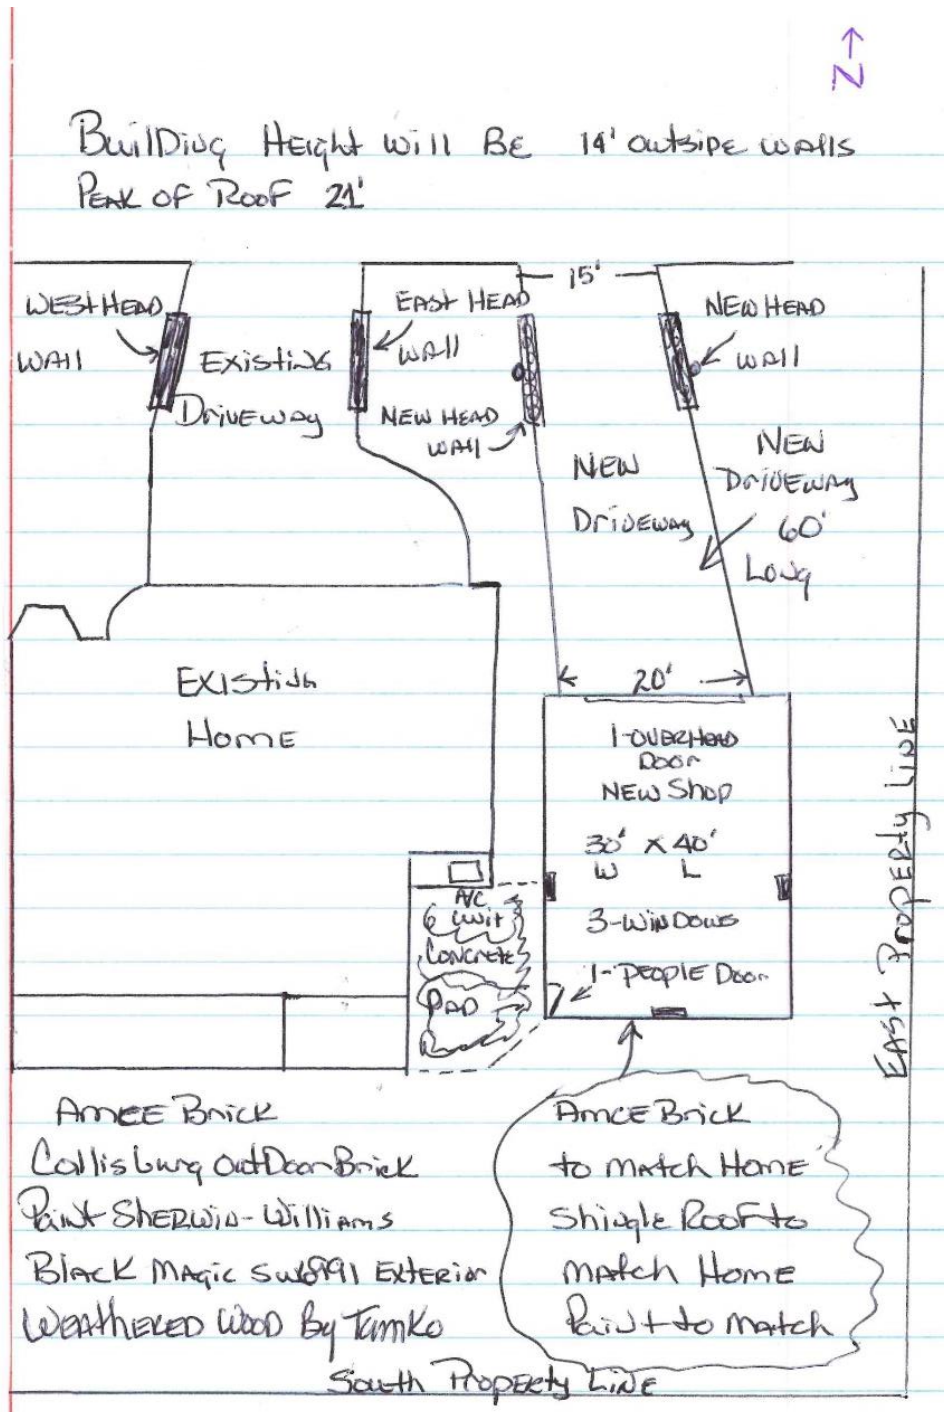 N
Building Height will Be 14' outside walls
Peak of Roof 21'
15'
West Head
wall
Existing
Driveway
East Head
wall
New Head
wall
New Head
wall
New
Driveway
New
Driveway
60'
Long
20'
Existing
Home
1-Overhead
Door
New Shop
30' x 40'
W L
3-windows
1-People Door
A/C
unit
Concrete
Pad
East Property Line
Acme Brick
Collisburg outDoor Brick
Paint Sherwin-Williams
Black Magic SW6991 Exterior
Weathered Wood By Tamko
Amce Brick
to match Home
Shingle Roof to
match Home
Paint to match
South Property Line